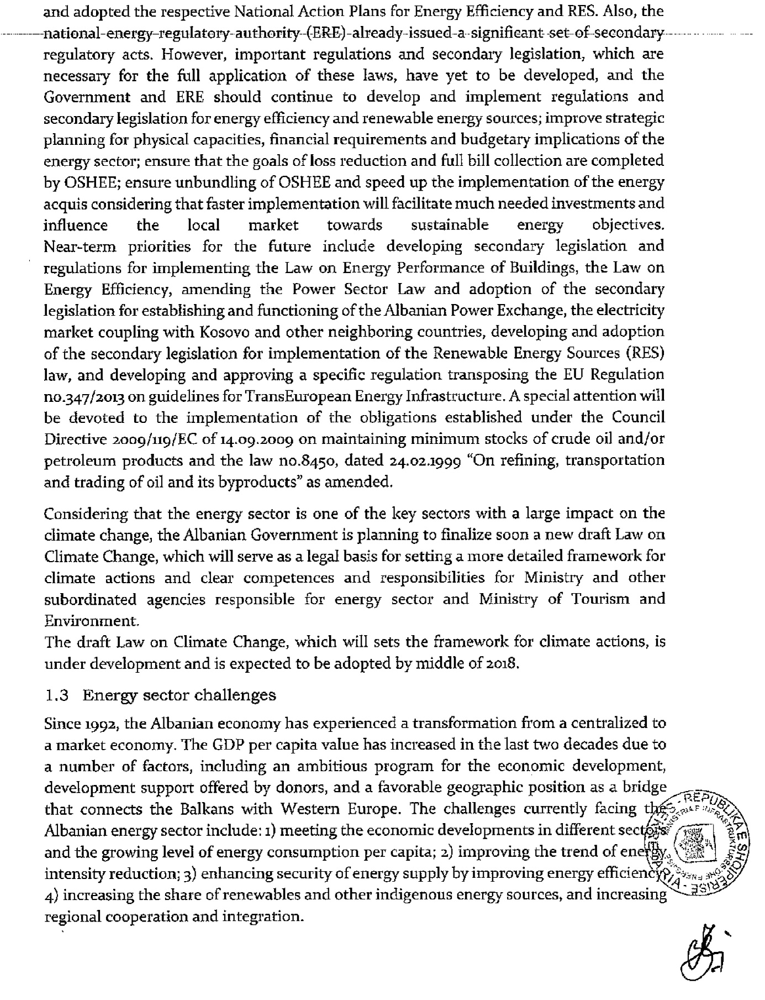 and adopted the respective National Action Plans for Energy Efficiency and RES. Also, the
national energy regulatory authority (ERE) already issued a significant set of secondary
regulatory acts. However, important regulations and secondary legislation, which are
necessary for the full application of these laws, have yet to be developed, and the
Government and ERE should continue to develop and implement regulations and
secondary legislation for energy efficiency and renewable energy sources; improve strategic
planning for physical capacities, financial requirements and budgetary implications of the
energy sector; ensure that the goals of loss reduction and full bill collection are completed
by OSHEE; ensure unbundling of OSHEE and speed up the implementation of the energy
acquis considering that faster implementation will facilitate much needed investments and
influence the local market towards sustainable energy objectives.
Near-term priorities for the future include developing secondary legislation and
regulations for implementing the Law on Energy Performance of Buildings, the Law on
Energy Efficiency, amending the Power Sector Law and adoption of the secondary
legislation for establishing and functioning of the Albanian Power Exchange, the electricity
market coupling with Kosovo and other neighboring countries, developing and adoption
of the secondary legislation for implementation of the Renewable Energy Sources (RES)
law, and developing and approving a specific regulation transposing the EU Regulation
no.347/2013 on guidelines for TransEuropean Energy Infrastructure. A special attention will
be devoted to the implementation of the obligations established under the Council
Directive 2009/119/EC of 14.09.2009 on maintaining minimum stocks of crude oil and/or
petroleum products and the law no.8450, dated 24.02.1999 “On refining, transportation
and trading of oil and its byproducts” as amended.
Considering that the energy sector is one of the key sectors with a large impact on the
climate change, the Albanian Government is planning to finalize soon a new draft Law on
Climate Change, which will serve as a legal basis for setting a more detailed framework for
climate actions and clear competences and responsibilities for Ministry and other
subordinated agencies responsible for energy sector and Ministry of Tourism and
Environment.
The draft Law on Climate Change, which will sets the framework for climate actions, is
under development and is expected to be adopted by middle of 2018.
1.3 Energy sector challenges
Since 1992, the Albanian economy has experienced a transformation from a centralized to
a market economy. The GDP per capita value has increased in the last two decades due to
a number of factors, including an ambitious program for the economic development,
development support offered by donors, and a favorable geographic position as a bridge
that connects the Balkans with Western Europe. The challenges currently facing the
Albanian energy sector include: 1) meeting the economic developments in different sectors
and the growing level of energy consumption per capita; 2) improving the trend of energy
intensity reduction; 3) enhancing security of energy supply by improving energy efficiency
4) increasing the share of renewables and other indigenous energy sources, and increasing
regional cooperation and integration.
REPUBLIKA E SHQIPËRISË